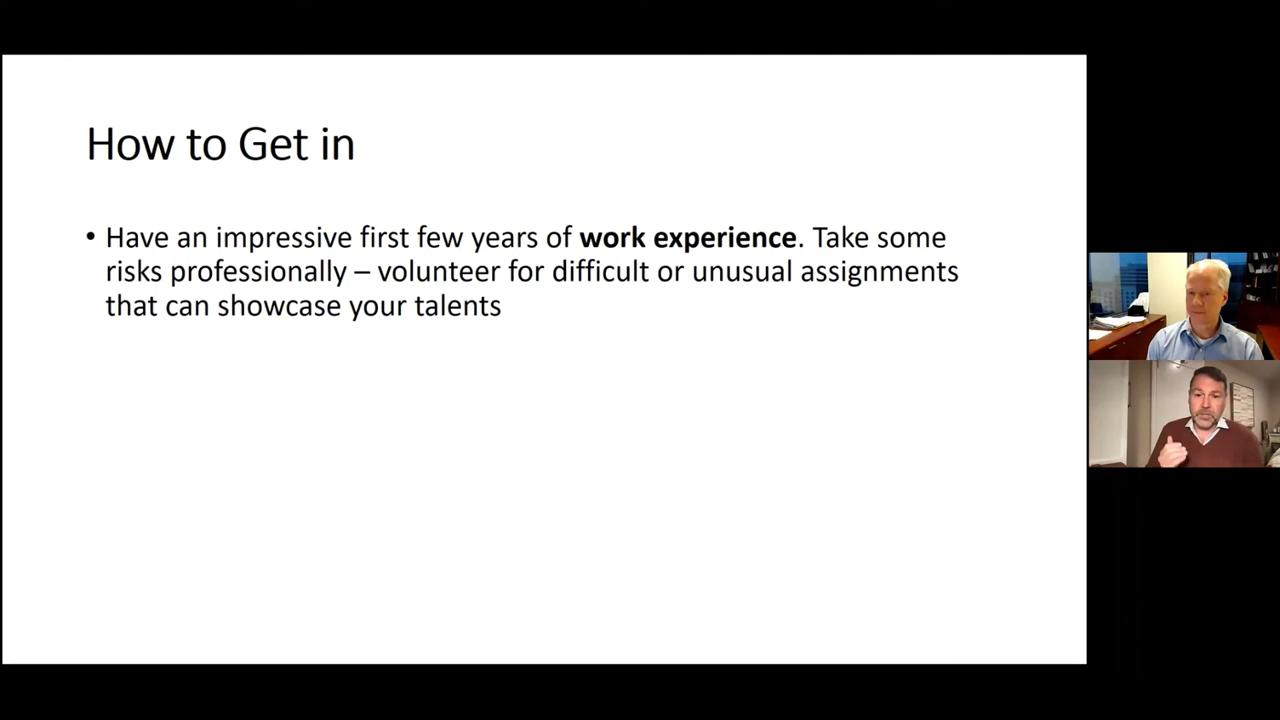 How to Get in
• Have an impressive first few years of work experience. Take some
risks professionally – volunteer for difficult or unusual assignments
that can showcase your talents